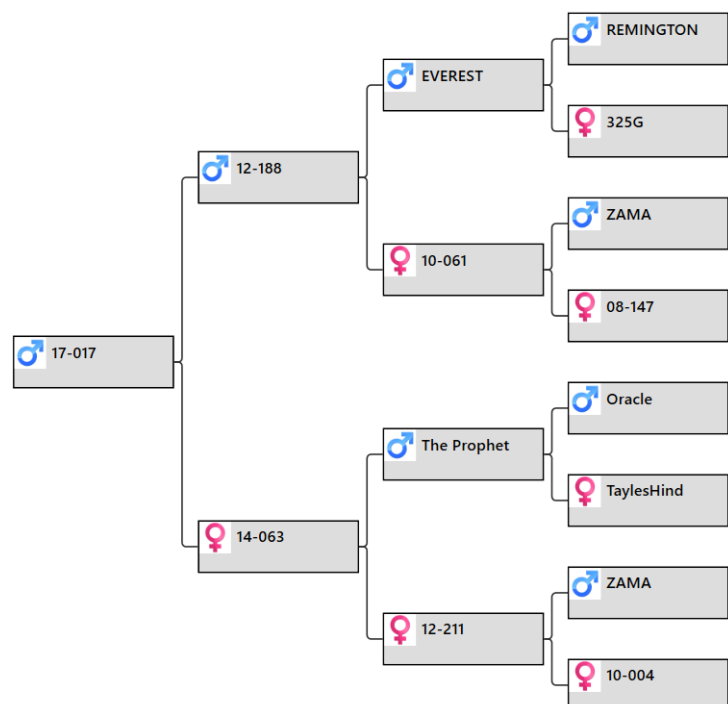 REMINGTON
EVEREST
325G
12-188
ZAMA
10-061
08-147
17-017
Oracle
The Prophet
TaylesHind
14-063
ZAMA
12-211
10-004